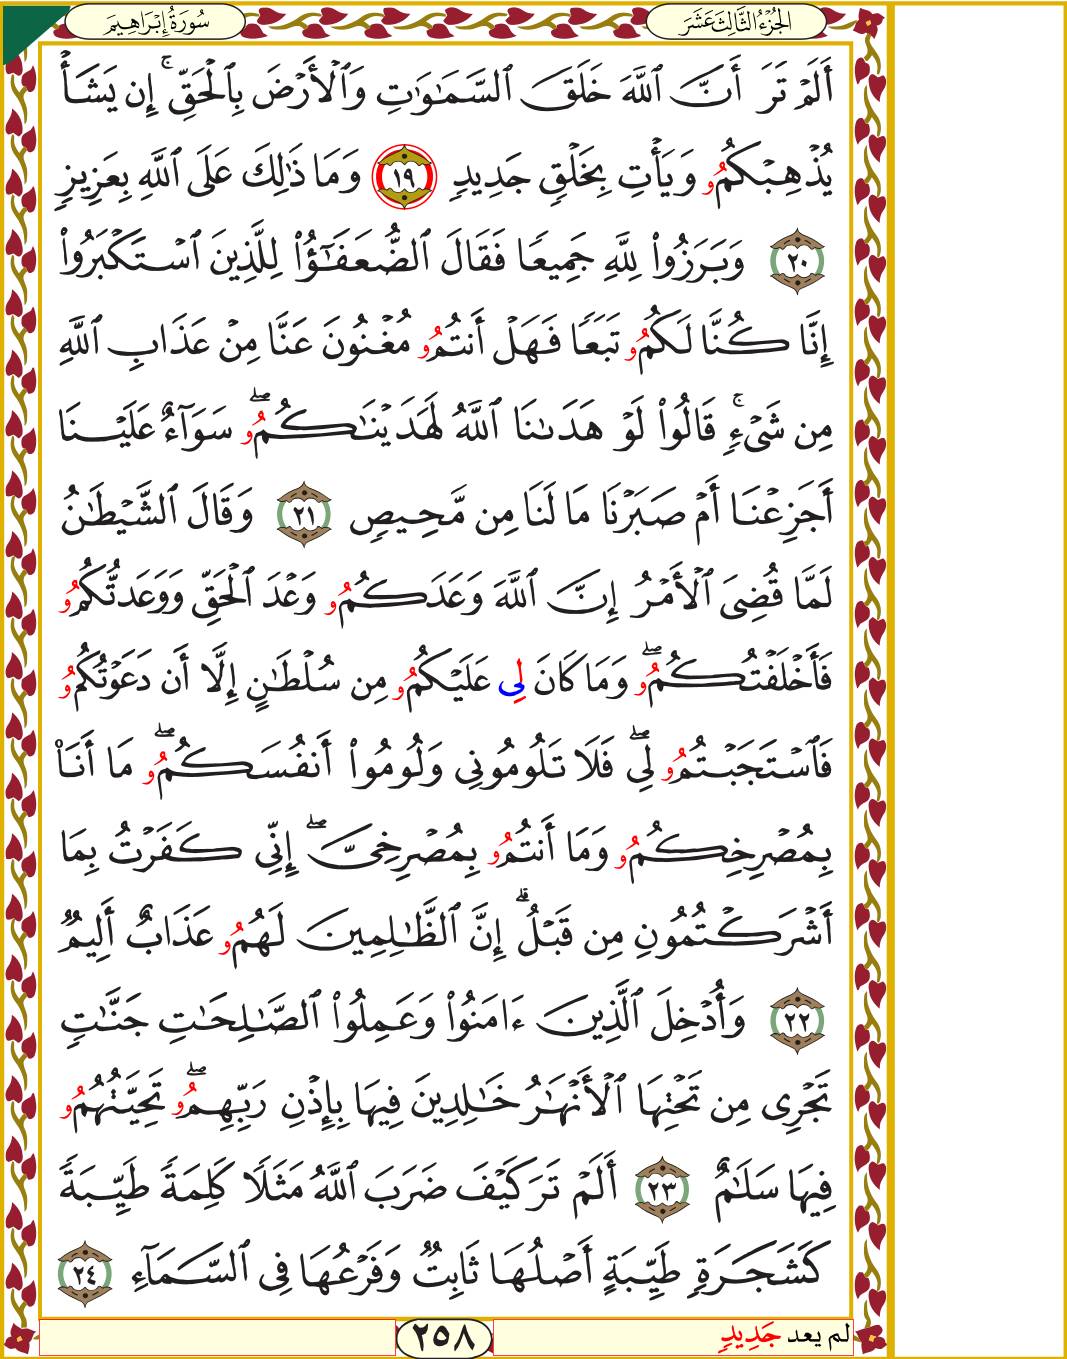 الجُزْءُ الثَّالِثَ عَشَرَ
سُورَةُ إِبْرَاهِيمَ
أَلَمْ تَرَ أَنَّ ٱللَّهَ خَلَقَ ٱلسَّمَٰوَٰتِ وَٱلْأَرْضَ بِٱلْحَقِّ ۚ إِن يَشَأْ
يُذْهِبْكُمُۥ وَيَأْتِ بِخَلْقٍ جَدِيدٍ ١٩ وَمَا ذَٰلِكَ عَلَى ٱللَّهِ بِعَزِيزٍ
٢٠ وَبَرَزُوا۟ لِلَّهِ جَمِيعًا فَقَالَ ٱلضُّعَفَٰٓؤُا۟ لِلَّذِينَ ٱسْتَكْبَرُوٓا۟
إِنَّا كُنَّا لَكُمُۥ تَبَعًا فَهَلْ أَنتُمُۥ مُغْنُونَ عَنَّا مِنْ عَذَابِ ٱللَّهِ
مِن شَىْءٍ ۚ قَالُوا۟ لَوْ هَدَىٰنَا ٱللَّهُ لَهَدَيْنَٰكُمُۥ ۖ سَوَآءٌ عَلَيْنَا
أَجَزِعْنَا أَمْ صَبَرْنَا مَا لَنَا مِن مَّحِيصٍ ٢١ وَقَالَ ٱلشَّيْطَٰنُ
لَمَّا قُضِىَ ٱلْأَمْرُ إِنَّ ٱللَّهَ وَعَدَكُمُۥ وَعْدَ ٱلْحَقِّ وَوَعَدتُّكُمُۥ
فَأَخْلَفْتُكُمُۥ ۖ وَمَا كَانَ لِى عَلَيْكُمُۥ مِن سُلْطَٰنٍ إِلَّا أَن دَعَوْتُكُمُۥ
فَٱسْتَجَبْتُمُۥ لِى ۖ فَلَا تَلُومُونِى وَلُومُوا۟ أَنفُسَكُمُۥ ۖ مَا أَنَا۠
بِمُصْرِخِكُمُۥ وَمَا أَنتُمُۥ بِمُصْرِخِىَّ ۖ إِنِّى كَفَرْتُ بِمَا
أَشْرَكْتُمُونِ مِن قَبْلُ ۗ إِنَّ ٱلظَّٰلِمِينَ لَهُمُۥ عَذَابٌ أَلِيمٌ
٢٢ وَأُدْخِلَ ٱلَّذِينَ ءَامَنُوا۟ وَعَمِلُوا۟ ٱلصَّٰلِحَٰتِ جَنَّٰتٍ
تَجْرِى مِن تَحْتِهَا ٱلْأَنْهَٰرُ خَٰلِدِينَ فِيهَا بِإِذْنِ رَبِّهِمُۥ ۖ تَحِيَّتُهُمُۥ
فِيهَا سَلَٰمٌ ٢٣ أَلَمْ تَرَ كَيْفَ ضَرَبَ ٱللَّهُ مَثَلًا كَلِمَةً طَيِّبَةً
كَشَجَرَةٍ طَيِّبَةٍ أَصْلُهَا ثَابِتٌ وَفَرْعُهَا فِى ٱلسَّمَآءِ ٢٤
لم يعد جَدِيدٍ
٢٥٨